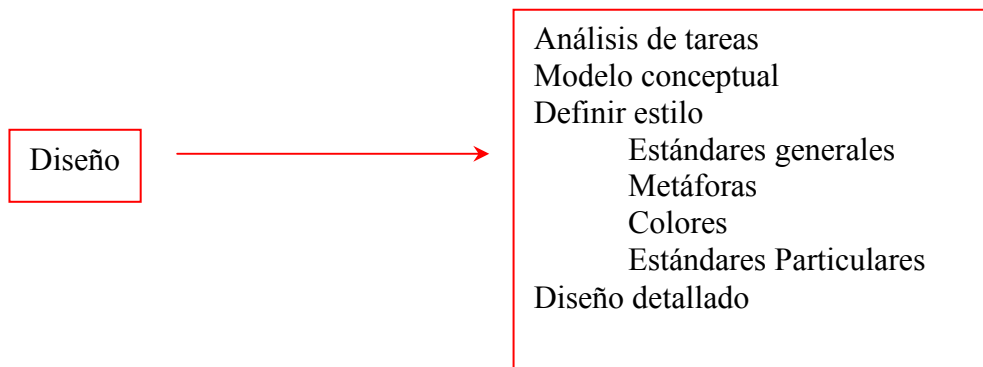 Diseño
Análisis de tareas
Modelo conceptual
Definir estilo
Estándares generales
Metáforas
Colores
Estándares Particulares
Diseño detallado